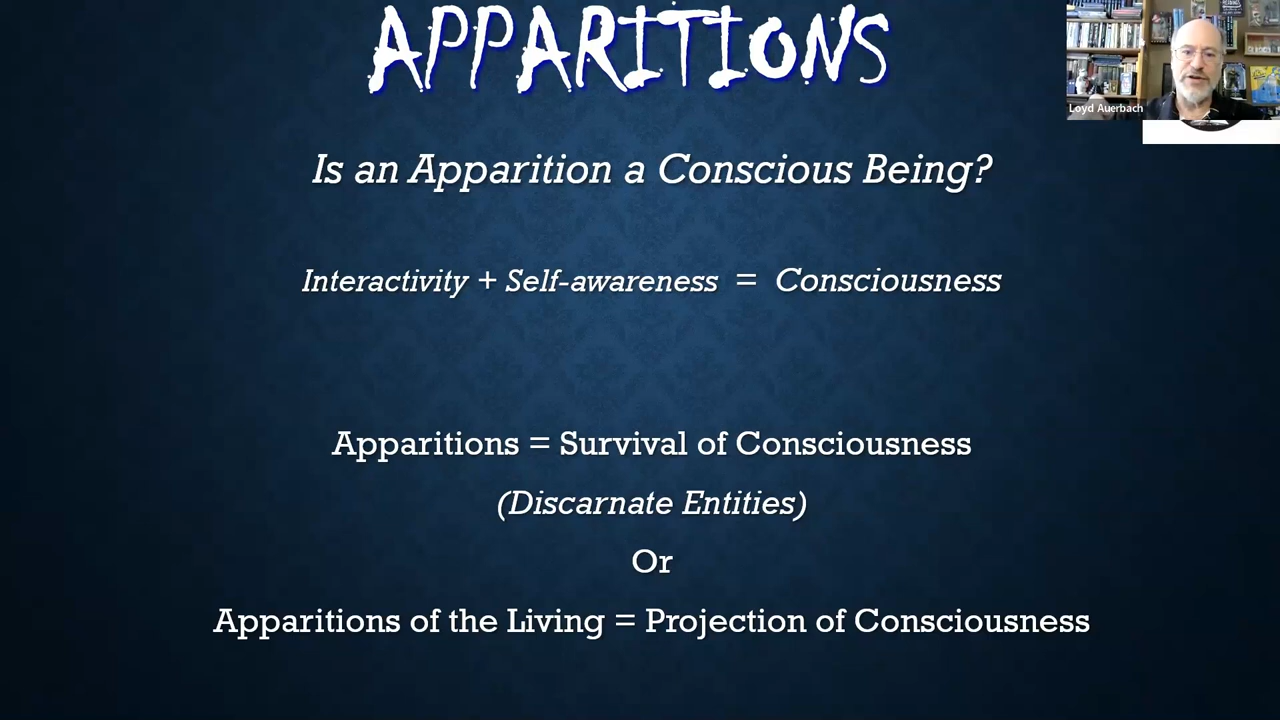 APPARITIONS
Loyd Auerbach
Is an Apparition a Conscious Being?
Interactivity + Self-awareness = Consciousness
Apparitions = Survival of Consciousness
(Discarnate Entities)
Or
Apparitions of the Living = Projection of Consciousness